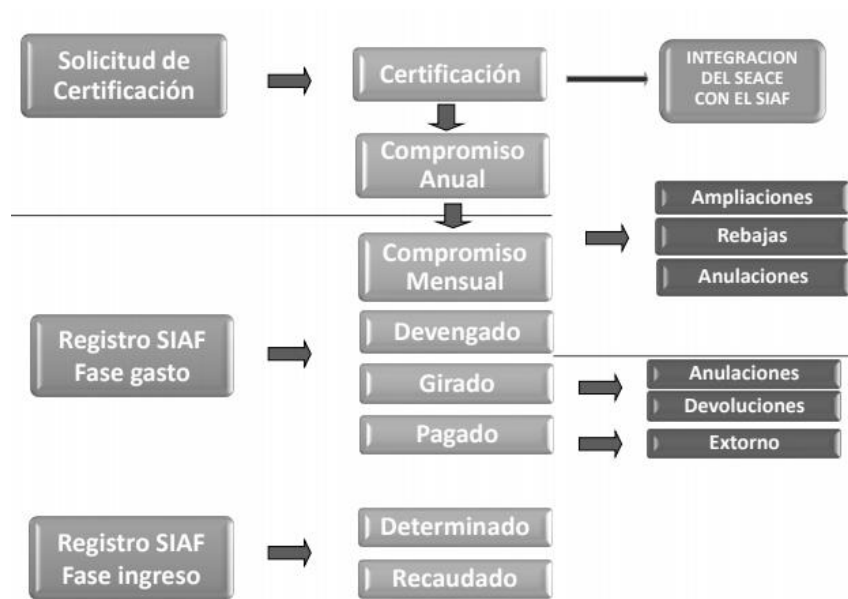 Solicitud de
Certificación
Certificación
INTEGRACION
DEL SEACE
CON EL SIAF
Compromiso
Anual
Ampliaciones
Rebajas
Anulaciones
Compromiso
Mensual
Registro SIAF
Fase gasto
Devengado
Girado
Pagado
Anulaciones
Devoluciones
Extorno
Registro SIAF
Fase ingreso
Determinado
Recaudado